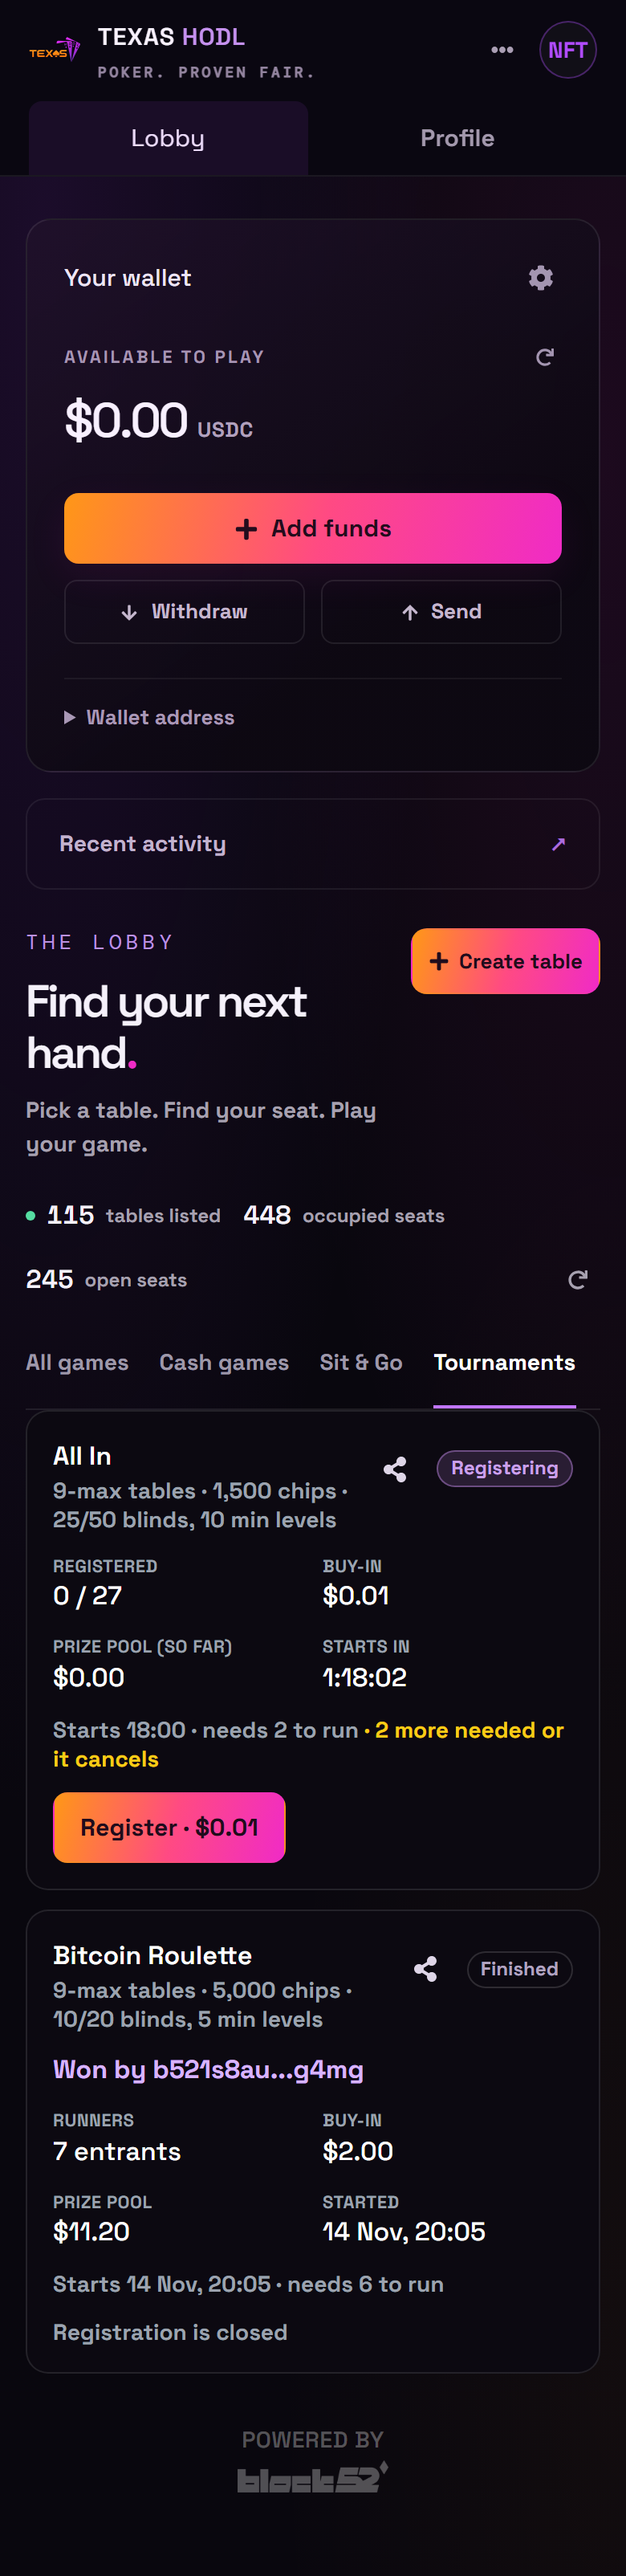 TEXAS
TEXAS HODL
POKER. PROVEN FAIR.
••• NFT
Lobby Profile
Your wallet
AVAILABLE TO PLAY
$0.00 USDC
+ Add funds
↓ Withdraw ↑ Send
▶ Wallet address
Recent activity ↗
THE LOBBY
+ Create table
Find your next
hand.
Pick a table. Find your seat. Play
your game.
115 tables listed 448 occupied seats
245 open seats
All games Cash games Sit & Go Tournaments
All In
Registering
9-max tables · 1,500 chips ·
25/50 blinds, 10 min levels
REGISTERED BUY-IN
0 / 27 $0.01
PRIZE POOL (SO FAR) STARTS IN
$0.00 1:18:02
Starts 18:00 · needs 2 to run · 2 more needed or
it cancels
Register · $0.01
Bitcoin Roulette
Finished
9-max tables · 5,000 chips ·
10/20 blinds, 5 min levels
Won by b521s8au...g4mg
RUNNERS BUY-IN
7 entrants $2.00
PRIZE POOL STARTED
$11.20 14 Nov, 20:05
Starts 14 Nov, 20:05 · needs 6 to run
Registration is closed
POWERED BY
block52